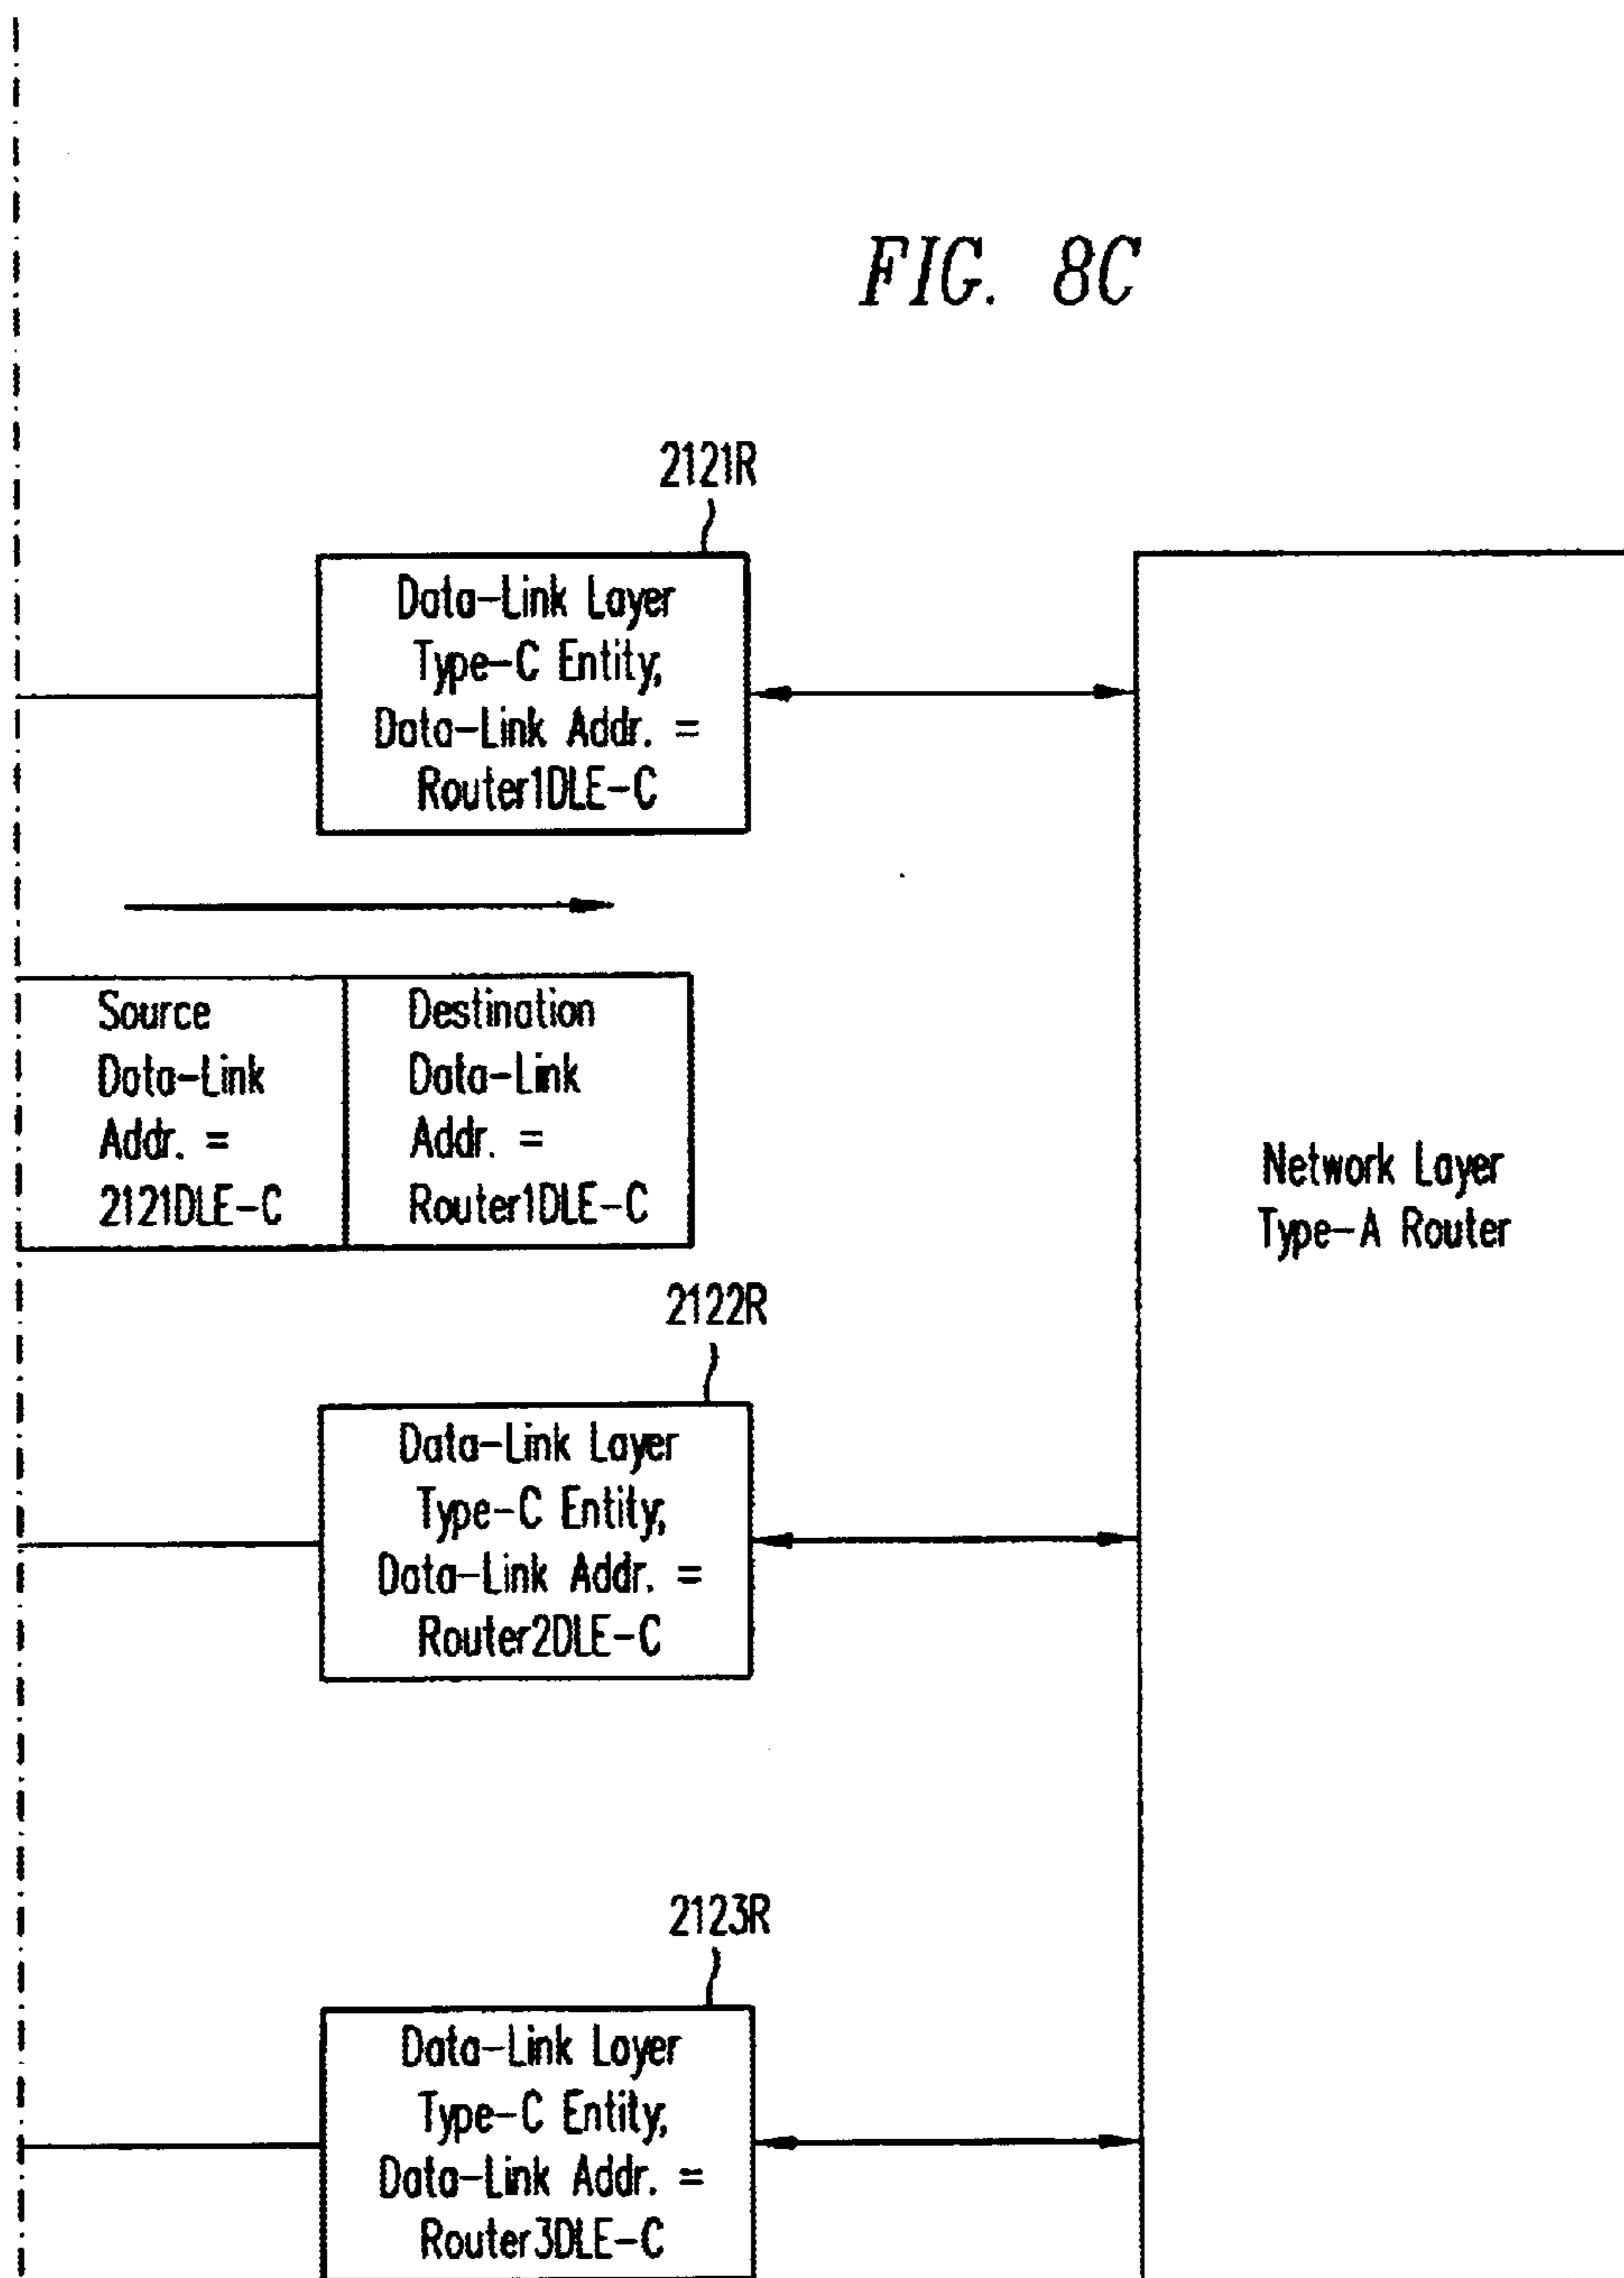 FIG. 8C
2121R
Data-Link Layer
Type-C Entity,
Data-Link Addr. =
Router1DLE-C
Source
Data-Link
Addr. =
2121DLE-C
Destination
Data-Link
Addr. =
Router1DLE-C
Network Layer
Type-A Router
2122R
Data-Link Layer
Type-C Entity,
Data-Link Addr. =
Router2DLE-C
2123R
Data-Link Layer
Type-C Entity,
Data-Link Addr. =
Router3DLE-C